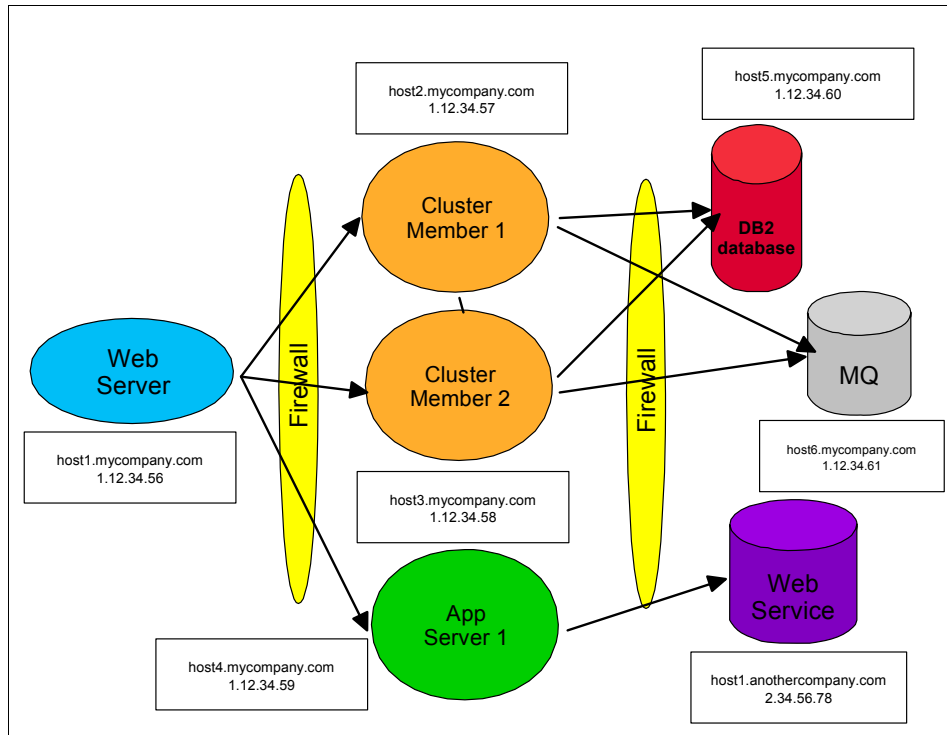 host2.mycompany.com
1.12.34.57
host5.mycompany.com
1.12.34.60
Cluster
Member 1
DB2
database
Web
Server
Firewall
Cluster
Member 2
Firewall
MQ
host1.mycompany.com
1.12.34.56
host6.mycompany.com
1.12.34.61
host3.mycompany.com
1.12.34.58
Web
Service
App
Server 1
host4.mycompany.com
1.12.34.59
host1.anothercompany.com
2.34.56.78